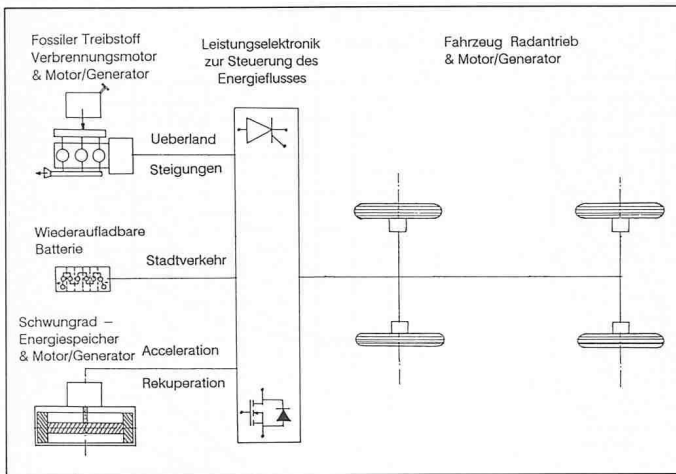 Fossiler Treibstoff
Verbrennungsmotor
& Motor/Generator
Leistungselektronik
zur Steuerung des
Energieflusses
Fahrzeug Radantrieb
& Motor/Generator
Ueberland
Steigungen
Wiederaufladbare
Batterie
Stadtverkehr
Schwungrad –
Energiespeicher
& Motor/Generator
Acceleration
Rekuperation